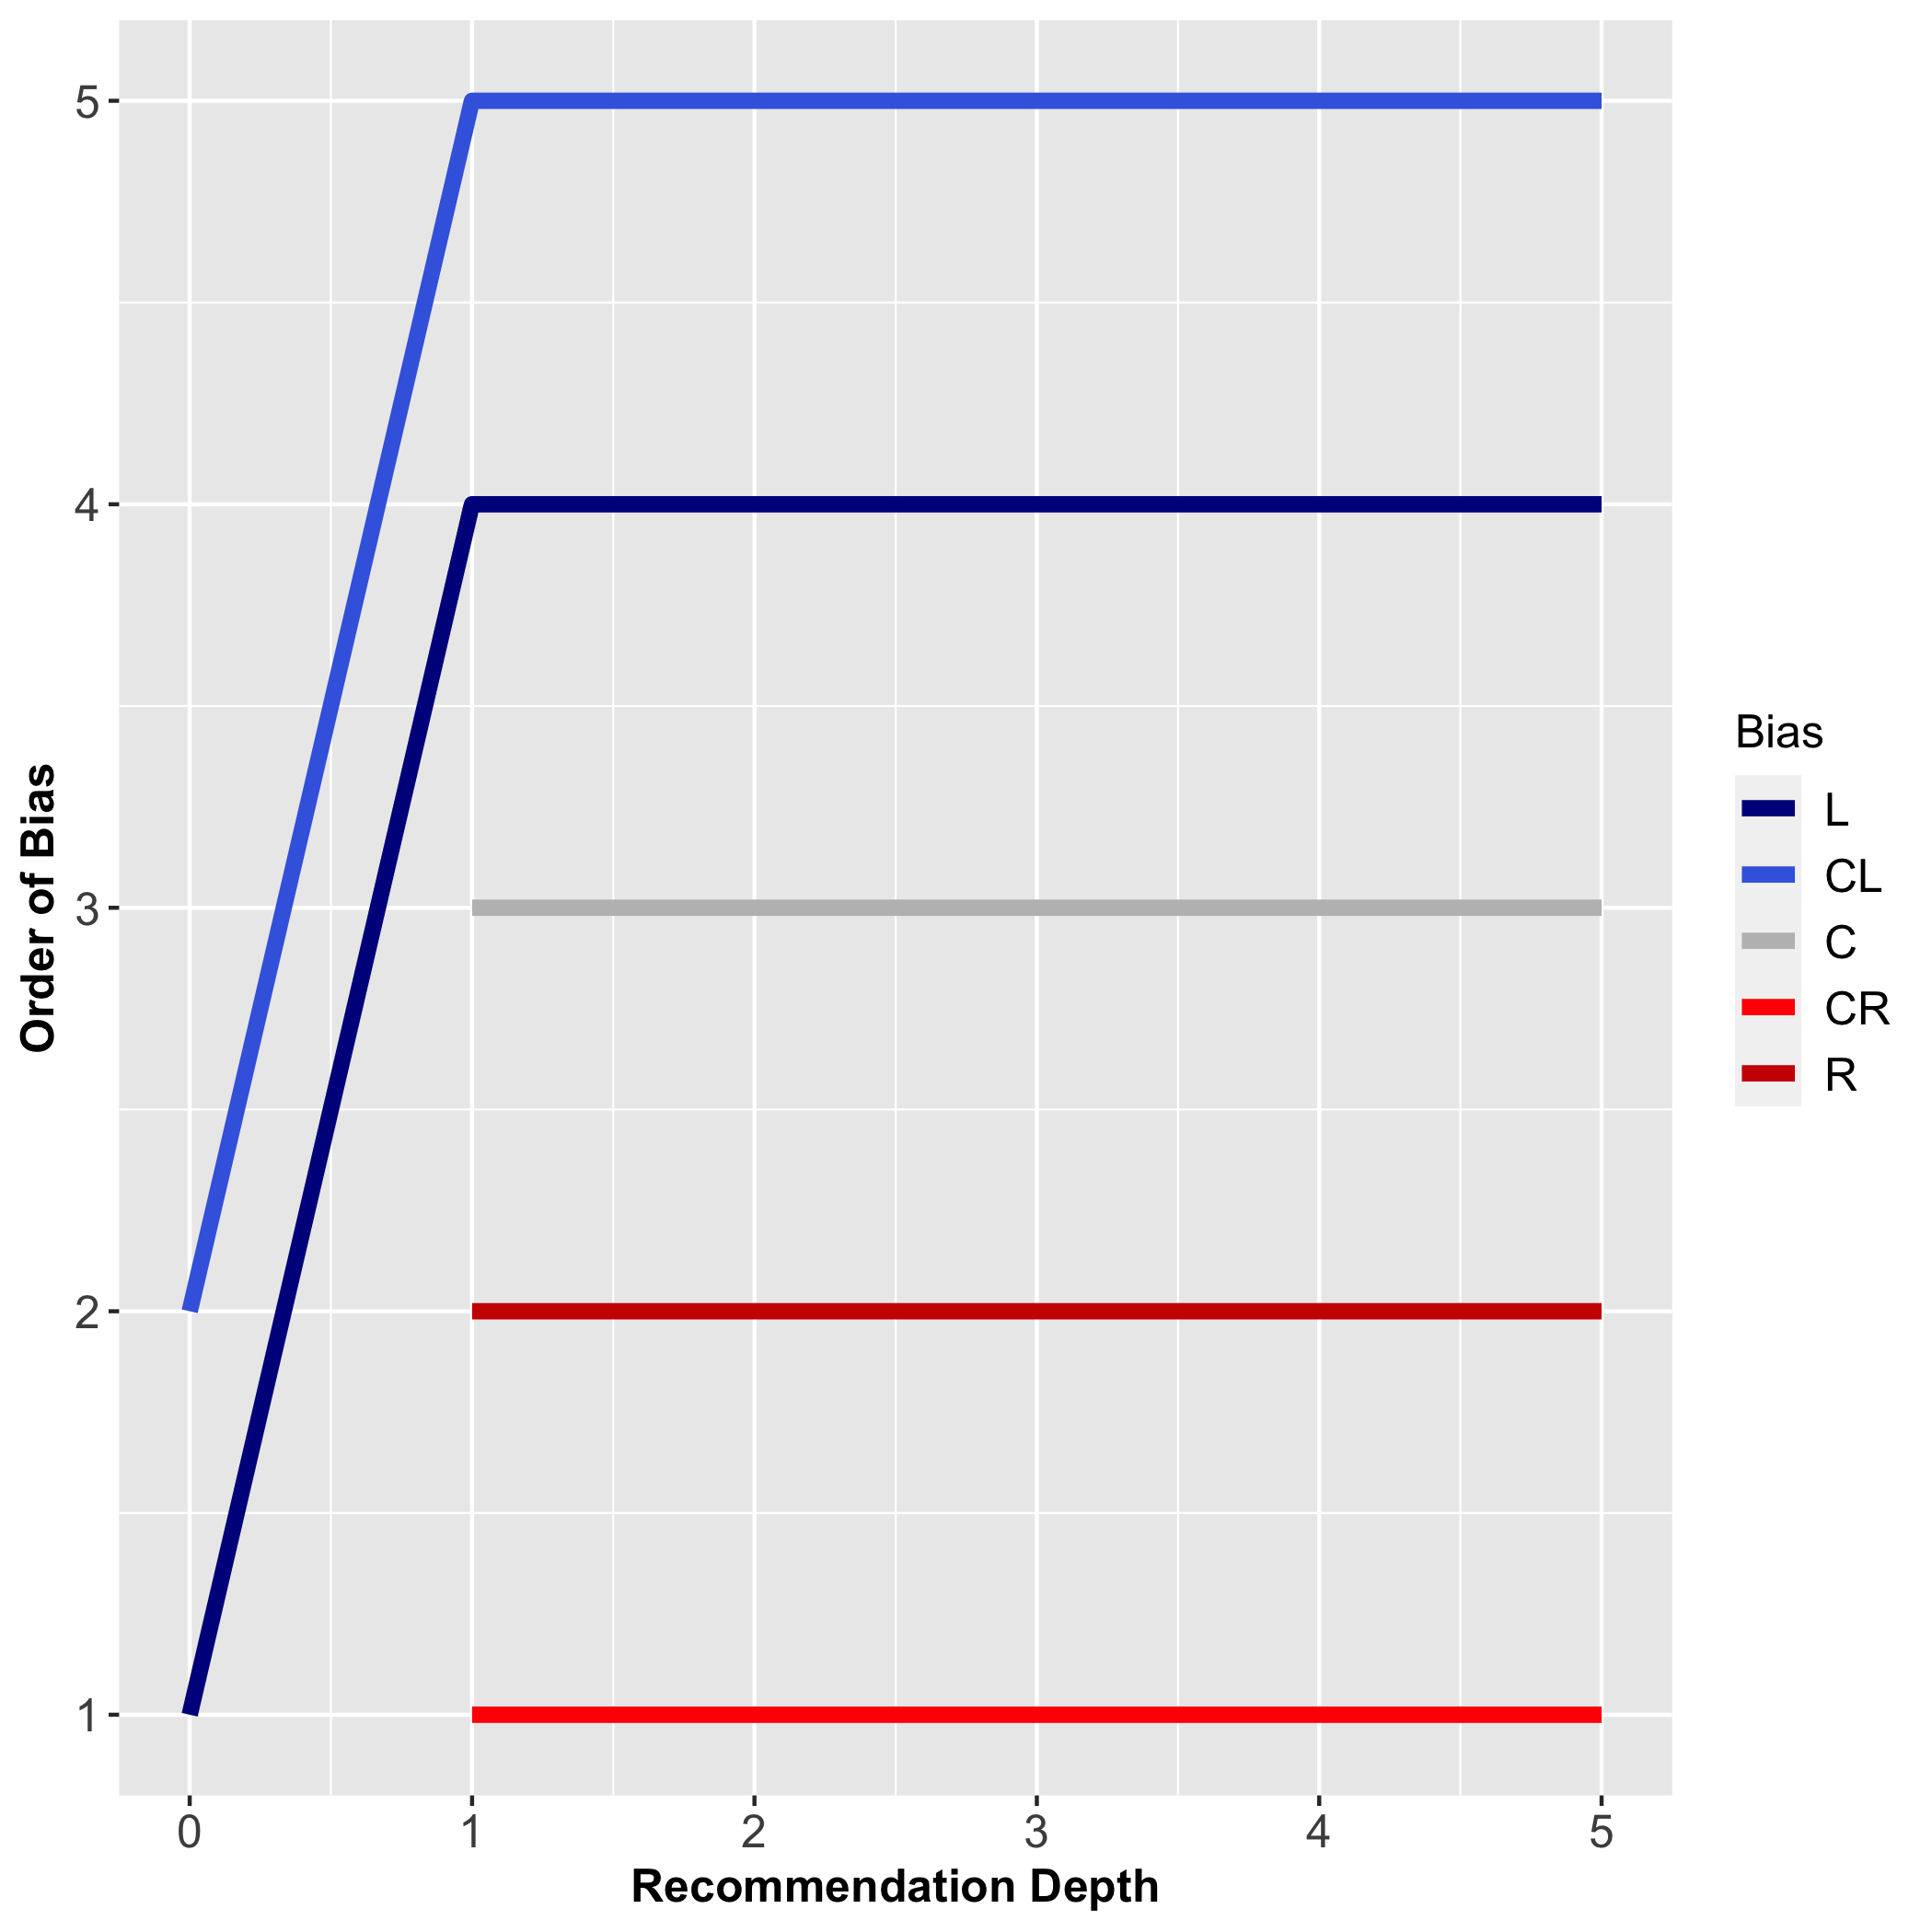 Order of Bias
5
4
3
2
1
0 1 2 3 4 5
Recommendation Depth
Bias
L
CL
C
CR
R